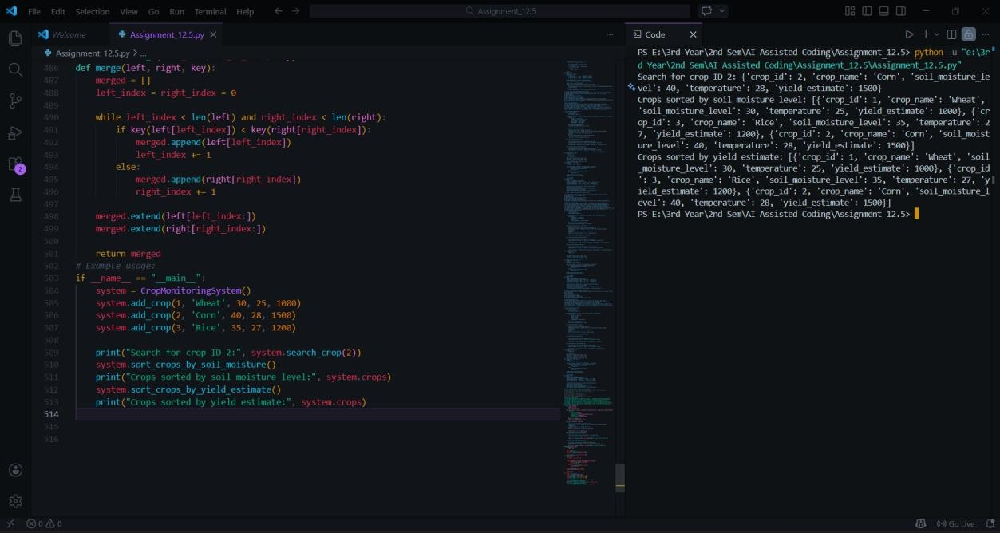 File Edit Selection View Go Run Terminal Help
Assignment_12.5
Welcome
Assignment_12.5.py
Code
Assignment_12.5.py > ...
486 def merge(left, right, key):
487 merged = []
488 left_index = right_index = 0
489
490 while left_index < len(left) and right_index < len(right):
491 if key(left[left_index]) < key(right[right_index]):
492 merged.append(left[left_index])
493 left_index += 1
494 else:
495 merged.append(right[right_index])
496 right_index += 1
497
498 merged.extend(left[left_index:])
499 merged.extend(right[right_index:])
500
501 return merged
502 # Example usage:
503 if __name__ == "__main__":
504 system = CropMonitoringSystem()
505 system.add_crop(1, 'Wheat', 30, 25, 1000)
506 system.add_crop(2, 'Corn', 40, 28, 1500)
507 system.add_crop(3, 'Rice', 35, 27, 1200)
508
509 print("Search for crop ID 2:", system.search_crop(2))
510 system.sort_crops_by_soil_moisture()
511 print("Crops sorted by soil moisture level:", system.crops)
512 system.sort_crops_by_yield_estimate()
513 print("Crops sorted by yield estimate:", system.crops)
514
515
516
PS E:\3rd Year\2nd Sem\AI Assisted Coding\Assignment_12.5> python -u "e:\3r
d Year\2nd Sem\AI Assisted Coding\Assignment_12.5\Assignment_12.5.py"
Search for crop ID 2: {'crop_id': 2, 'crop_name': 'Corn', 'soil_moisture_le
vel': 40, 'temperature': 28, 'yield_estimate': 1500}
Crops sorted by soil moisture level: [{'crop_id': 1, 'crop_name': 'Wheat',
'soil_moisture_level': 30, 'temperature': 25, 'yield_estimate': 1000}, {'cr
op_id': 3, 'crop_name': 'Rice', 'soil_moisture_level': 35, 'temperature': 2
7, 'yield_estimate': 1200}, {'crop_id': 2, 'crop_name': 'Corn', 'soil_moist
ure_level': 40, 'temperature': 28, 'yield_estimate': 1500}]
Crops sorted by yield estimate: [{'crop_id': 1, 'crop_name': 'Wheat', 'soil
_moisture_level': 30, 'temperature': 25, 'yield_estimate': 1000}, {'crop_id
': 3, 'crop_name': 'Rice', 'soil_moisture_level': 35, 'temperature': 27, 'y
ield_estimate': 1200}, {'crop_id': 2, 'crop_name': 'Corn', 'soil_moisture_l
evel': 40, 'temperature': 28, 'yield_estimate': 1500}]
PS E:\3rd Year\2nd Sem\AI Assisted Coding\Assignment_12.5>
2
0 0
Go Live